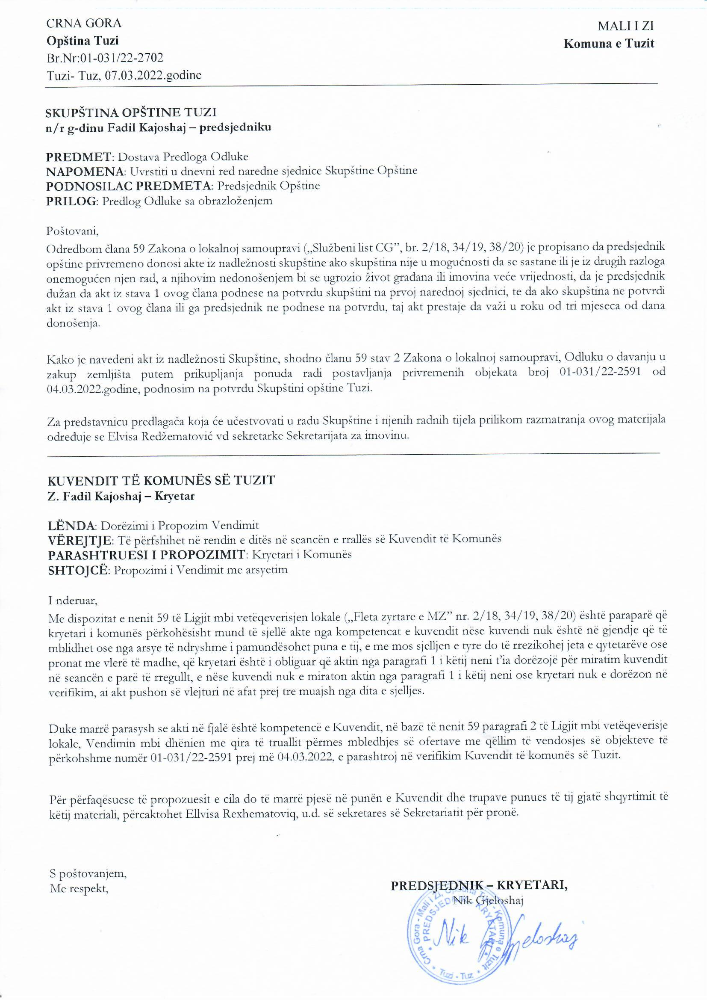 CRNA GORA
Opština Tuzi
Br.Nr:01-031/22-2702
Tuzi- Tuz, 07.03.2022.godine
MALI I ZI
Komuna e Tuzit
SKUPŠTINA OPŠTINE TUZI
n/r g-dinu Fadil Kajoshaj – predsjedniku
PREDMET: Dostava Predloga Odluke
NAPOMENA: Uvrstiti u dnevni red naredne sjednice Skupštine Opštine
PODNOSILAC PREDMETA: Predsjednik Opštine
PRILOG: Predlog Odluke sa obrazloženjem
Poštovani,
Odredbom člana 59 Zakona o lokalnoj samoupravi („Službeni list CG”, br. 2/18, 34/19, 38/20) je propisano da predsjednik
opštine privremeno donosi akte iz nadležnosti skupštine ako skupština nije u mogućnosti da se sastane ili je iz drugih razloga
onemogućen njen rad, a njihovim nedonošenjem bi se ugrozio život građana ili imovina veće vrijednosti, da je predsjednik
dužan da akt iz stava 1 ovog člana podnese na potvrdu skupštini na prvoj narednoj sjednici, te da ako skupština ne potvrdi
akt iz stava 1 ovog člana ili ga predsjednik ne podnese na potvrdu, taj akt prestaje da važi u roku od tri mjeseca od dana
donošenja.
Kako je navedeni akt iz nadležnosti Skupštine, shodno članu 59 stav 2 Zakona o lokalnoj samoupravi, Odluku o davanju u
zakup zemljišta putem prikupljanja ponuda radi postavljanja privremenih objekata broj 01-031/22-2591 od
04.03.2022.godine, podnosim na potvrdu Skupštini opštine Tuzi.
Za predstavnicu predlagača koja će učestvovati u radu Skupštine i njenih radnih tijela prilikom razmatranja ovog materijala
određuje se Elvisa Redžematović vd sekretarke Sekretarijata za imovinu.
KUVENDIT TË KOMUNËS SË TUZIT
Z. Fadil Kajoshaj – Kryetar
LËNDA: Dorëzimi i Propozim Vendimit
VËREJTJE: Të përfshihet në rendin e ditës në seancën e rrallës së Kuvendit të Komunës
PARASHTRUESI I PROPOZIMIT: Kryetari i Komunës
SHTOJCË: Propozimi i Vendimit me arsyetim
I nderuar,
Me dispozitat e nenit 59 të Ligjit mbi vetëqeverisjen lokale („Fleta zyrtare e MZ” nr. 2/18, 34/19, 38/20) është paraparë që
kryetari i komunës përkohësisht mund të sjellë akte nga kompetencat e kuvendit nëse kuvendi nuk është në gjendje që të
mblidhet ose nga arsye të ndryshme i pamundësohet puna e tij, e me mos sjelljen e tyre do të rrezikohej jeta e qytetarëve ose
pronat me vlerë të madhe, që kryetari është i obliguar që aktin nga paragrafi 1 i këtij neni t’ia dorëzojë për miratim kuvendit
në seancën e parë të rregullt, e nëse kuvendi nuk e miraton aktin nga paragrafi 1 i këtij neni ose kryetari nuk e dorëzon në
verifikim, ai akt pushon së vlejturi në afat prej tre muajsh nga dita e sjelljes.
Duke marrë parasysh se akti në fjalë është kompetencë e Kuvendit, në bazë të nenit 59 paragrafi 2 të Ligjit mbi vetëqeverisje
lokale, Vendimin mbi dhënien me qira të truallit përmes mbledhjes së ofertave me qëllim të vendosjes së objekteve të
përkohshme numër 01-031/22-2591 prej më 04.03.2022, e parashtroj në verifikim Kuvendit të komunës së Tuzit.
Për përfaqësuese të propozuesit e cila do të marrë pjesë në punën e Kuvendit dhe trupave punues të tij gjatë shqyrtimit të
këtij materiali, përcaktohet Ellvisa Rexhematoviq, u.d. së sekretares së Sekretariatit për pronë.
S poštovanjem,
Me respekt,
PREDSJEDNIK – KRYETARI,
Nik Gjeloshaj
Crna Gora - Mali i Zi, Opština Tuzi - Komuna e Tuzit
PREDSJEDNIK - KRYETARI
Tuzi - Tuz
Nik Gjeloshaj